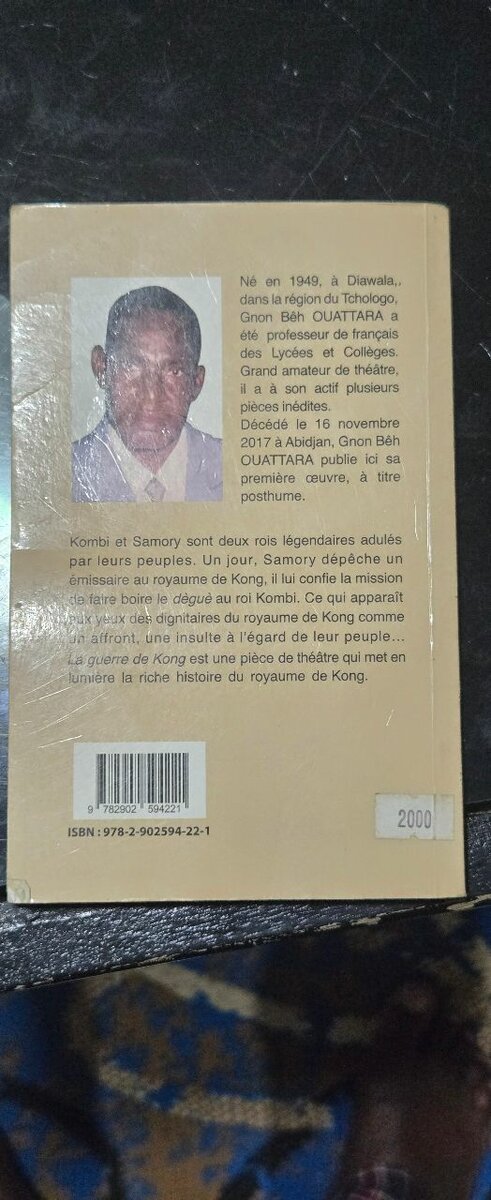 Né en 1949, à Diawala,,
dans la région du Tchologo,
Gnon Bêh OUATTARA a
été professeur de français
des Lycées et Collèges.
Grand amateur de théâtre,
il a à son actif plusieurs
pièces inédites.
Décédé le 16 novembre
2017 à Abidjan, Gnon Bêh
OUATTARA publie ici sa
première œuvre, à titre
posthume.
Kombi et Samory sont deux rois légendaires adulés
par leurs peuples. Un jour, Samory dépêche un
émissaire au royaume de Kong, il lui confie la mission
de faire boire le dèguè au roi Kombi. Ce qui apparaît
aux yeux des dignitaires du royaume de Kong comme
un affront, une insulte à l'égard de leur peuple...
La guerre de Kong est une pièce de théâtre qui met en
lumière la riche histoire du royaume de Kong.
9 782902 594221
ISBN : 978-2-902594-22-1
2000